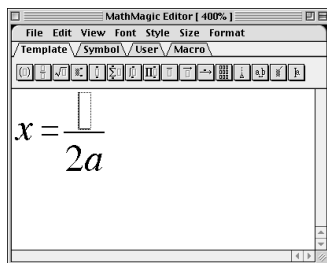 MathMagic Editor [ 400% ]
File Edit View Font Style Size Format
Template Symbol User Macro
x = 
2a